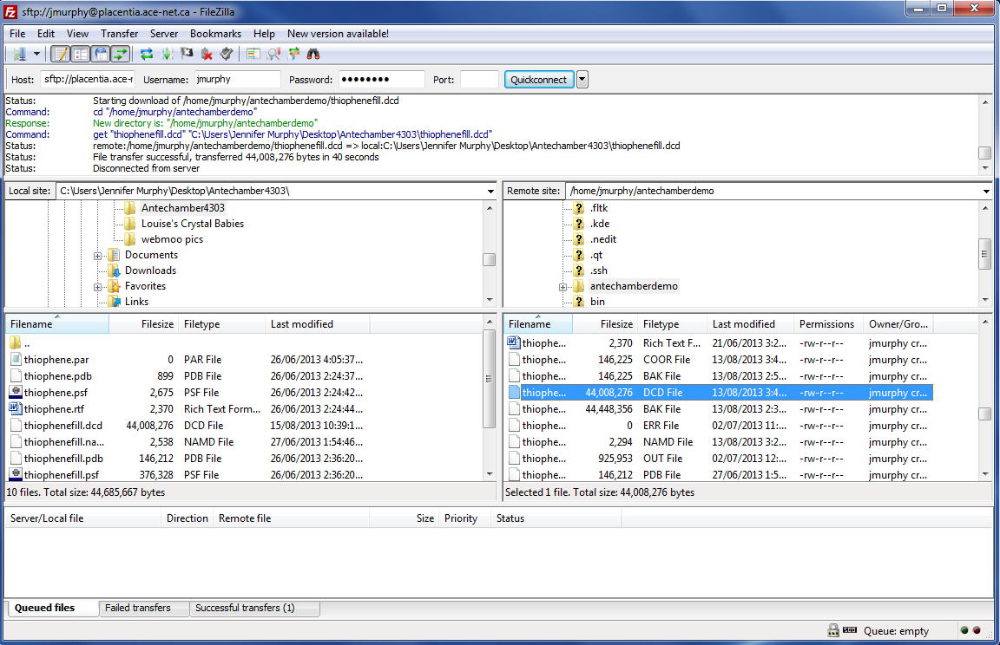 sftp://jmurphy@placentia.ace-net.ca - FileZilla
File Edit View Transfer Server Bookmarks Help New version available!
Host: sftp://placentia.ace-r Username: jmurphy Password: ●●●●●●●● Port: Quickconnect
Status: Starting download of /home/jmurphy/antechamberdemo/thiophenefill.dcd
Command: cd "/home/jmurphy/antechamberdemo"
Response: New directory is: "/home/jmurphy/antechamberdemo"
Command: get "thiophenefill.dcd" "C:\Users\Jennifer Murphy\Desktop\Antechamber4303\thiophenefill.dcd"
Status: remote:/home/jmurphy/antechamberdemo/thiophenefill.dcd => local:C:\Users\Jennifer Murphy\Desktop\Antechamber4303\thiophenefill.dcd
Status: File transfer successful, transferred 44,008,276 bytes in 40 seconds
Status: Disconnected from server
Local site: C:\Users\Jennifer Murphy\Desktop\Antechamber4303\
Antechamber4303
Louise's Crystal Babies
webmoo pics
Documents
Downloads
Favorites
Links
Filename Filesize Filetype Last modified
..
thiophene.par 0 PAR File 26/06/2013 4:05:37...
thiophene.pdb 899 PDB File 26/06/2013 2:24:37...
thiophene.psf 2,675 PSF File 26/06/2013 2:24:42...
thiophene.rtf 2,370 Rich Text Form... 26/06/2013 2:24:44...
thiophenefill.dcd 44,008,276 DCD File 15/08/2013 10:39:1...
thiophenefill.na... 2,538 NAMD File 27/06/2013 1:54:46...
thiophenefill.pdb 146,212 PDB File 26/06/2013 2:36:20...
thiophenefill.psf 376,328 PSF File 26/06/2013 2:36:20...
10 files. Total size: 44,685,667 bytes
Remote site: /home/jmurphy/antechamberdemo
.fltk
.kde
.nedit
.qt
.ssh
antechamberdemo
bin
Filename Filesize Filetype Last modified Permissions Owner/Gro...
thiophe... 2,370 Rich Text F... 21/06/2013 3:2... -rw-r--r-- jmurphy cr...
thiophe... 146,225 COOR File 13/08/2013 3:4... -rw-r--r-- jmurphy cr...
thiophe... 146,225 BAK File 13/08/2013 2:5... -rw-r--r-- jmurphy cr...
thiophe... 44,008,276 DCD File 13/08/2013 3:4... -rw-r--r-- jmurphy cr...
thiophe... 44,448,356 BAK File 13/08/2013 2:3... -rw-r--r-- jmurphy cr...
thiophe... 0 ERR File 02/07/2013 11:... -rw-r--r-- jmurphy cr...
thiophe... 2,294 NAMD File 13/08/2013 3:2... -rw-r--r-- jmurphy cr...
thiophe... 925,953 OUT File 02/07/2013 12:... -rw-r--r-- jmurphy cr...
thiophe... 146,212 PDB File 27/06/2013 1:5... -rw-r--r-- jmurphy cr...
Selected 1 file. Total size: 44,008,276 bytes
Server/Local file Direction Remote file Size Priority Status
Queued files Failed transfers Successful transfers (1)
Queue: empty